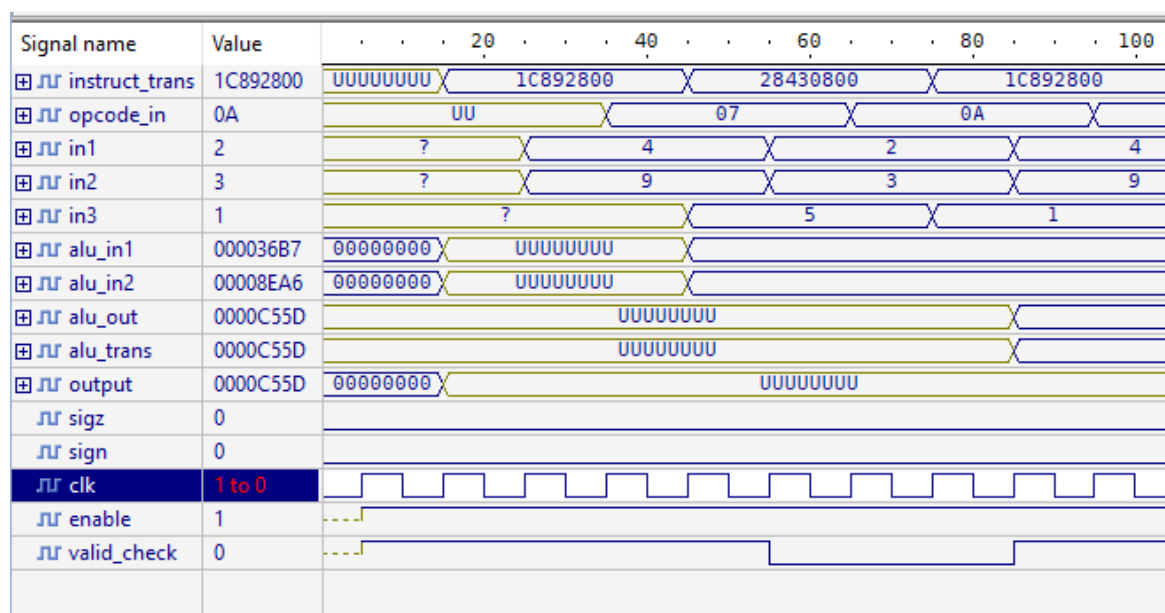 Signal name Value 20 40 60 80 100
instruct_trans 1C892800 UUUUUUUU 1C892800 28430800 1C892800
opcode_in 0A UU 07 0A
in1 2 ? 4 2 4
in2 3 ? 9 3 9
in3 1 ? 5 1
alu_in1 000036B7 00000000 UUUUUUUU
alu_in2 00008EA6 00000000 UUUUUUUU
alu_out 0000C55D UUUUUUUU
alu_trans 0000C55D UUUUUUUU
output 0000C55D 00000000 UUUUUUUU
sigz 0
sign 0
clk 1 to 0
enable 1
valid_check 0